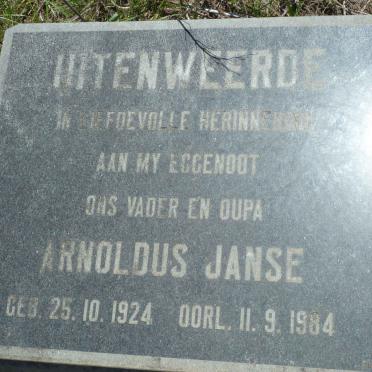 UITENWEERDE
IN LIEFDEVOLLE HERINNERING
AAN MY EGGENOOT
ONS VADER EN OUPA
ARNOLDUS JANSE
GEB. 25. 10. 1924 OORL. 11. 9. 1984